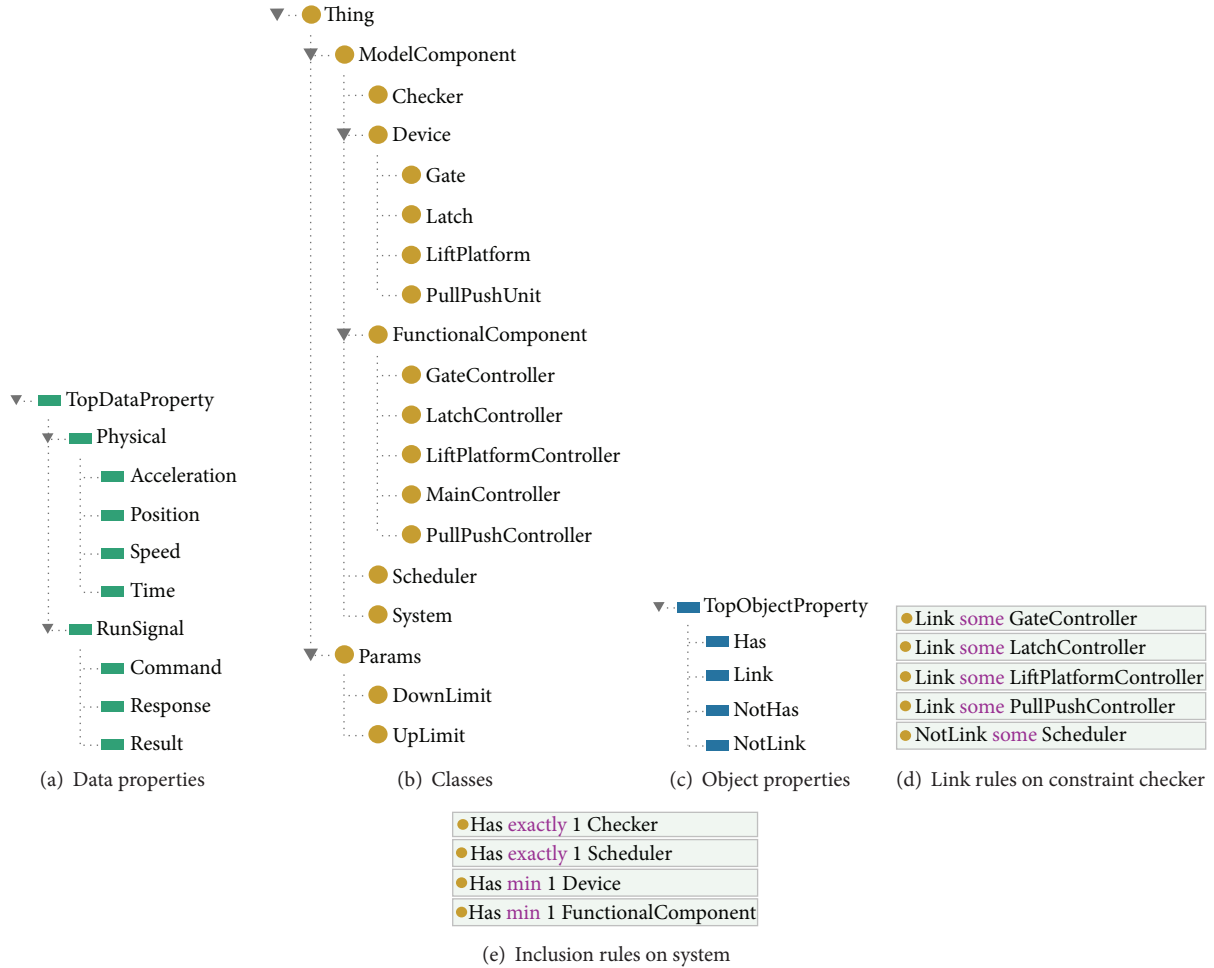 Thing
ModelComponent
Checker
Device
Gate
Latch
LiftPlatform
PullPushUnit
FunctionalComponent
GateController
LatchController
LiftPlatformController
MainController
PullPushController
Scheduler
System
Params
DownLimit
UpLimit
TopDataProperty
Physical
Acceleration
Position
Speed
Time
RunSignal
Command
Response
Result
TopObjectProperty
Has
Link
NotHas
NotLink
Link some GateController
Link some LatchController
Link some LiftPlatformController
Link some PullPushController
NotLink some Scheduler
(a) Data properties
(b) Classes
(c) Object properties
(d) Link rules on constraint checker
Has exactly 1 Checker
Has exactly 1 Scheduler
Has min 1 Device
Has min 1 FunctionalComponent
(e) Inclusion rules on system